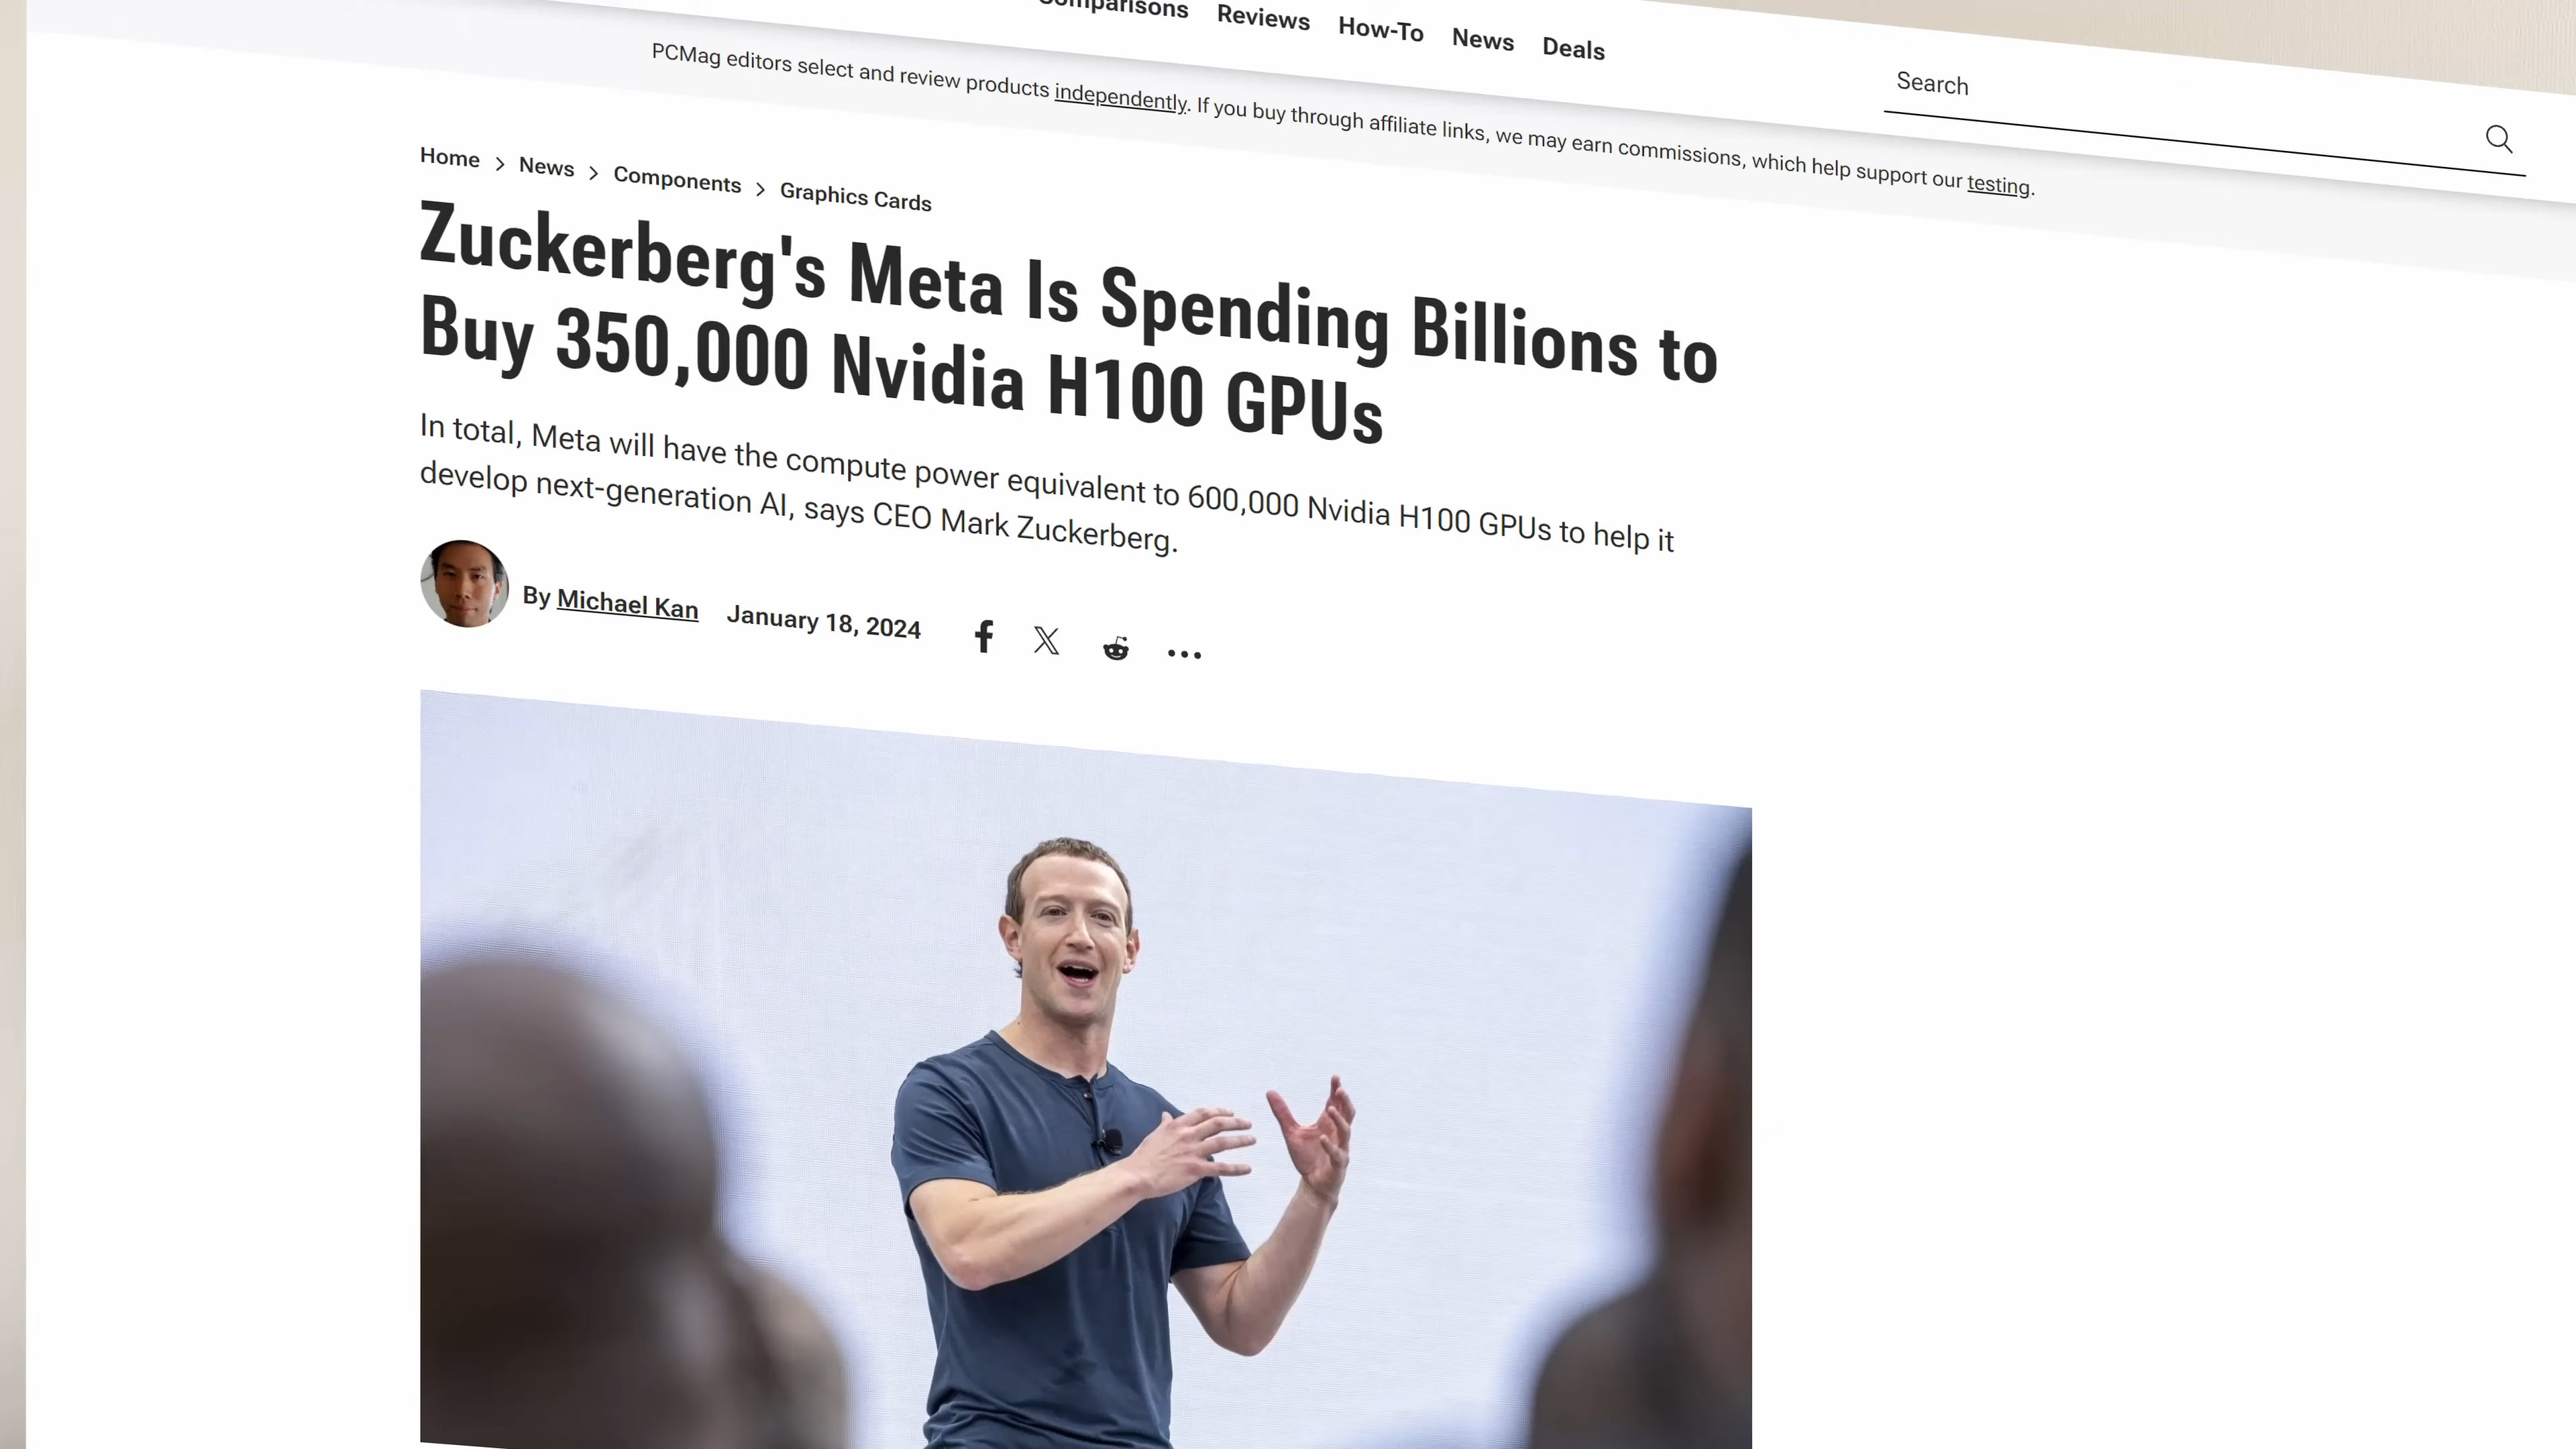 Comparisons Reviews How-To News Deals
Search
PCMag editors select and review products independently. If you buy through affiliate links, we may earn commissions, which help support our testing.
Home > News > Components > Graphics Cards
Zuckerberg's Meta Is Spending Billions to
Buy 350,000 Nvidia H100 GPUs
In total, Meta will have the compute power equivalent to 600,000 Nvidia H100 GPUs to help it
develop next-generation AI, says CEO Mark Zuckerberg.
By Michael Kan January 18, 2024